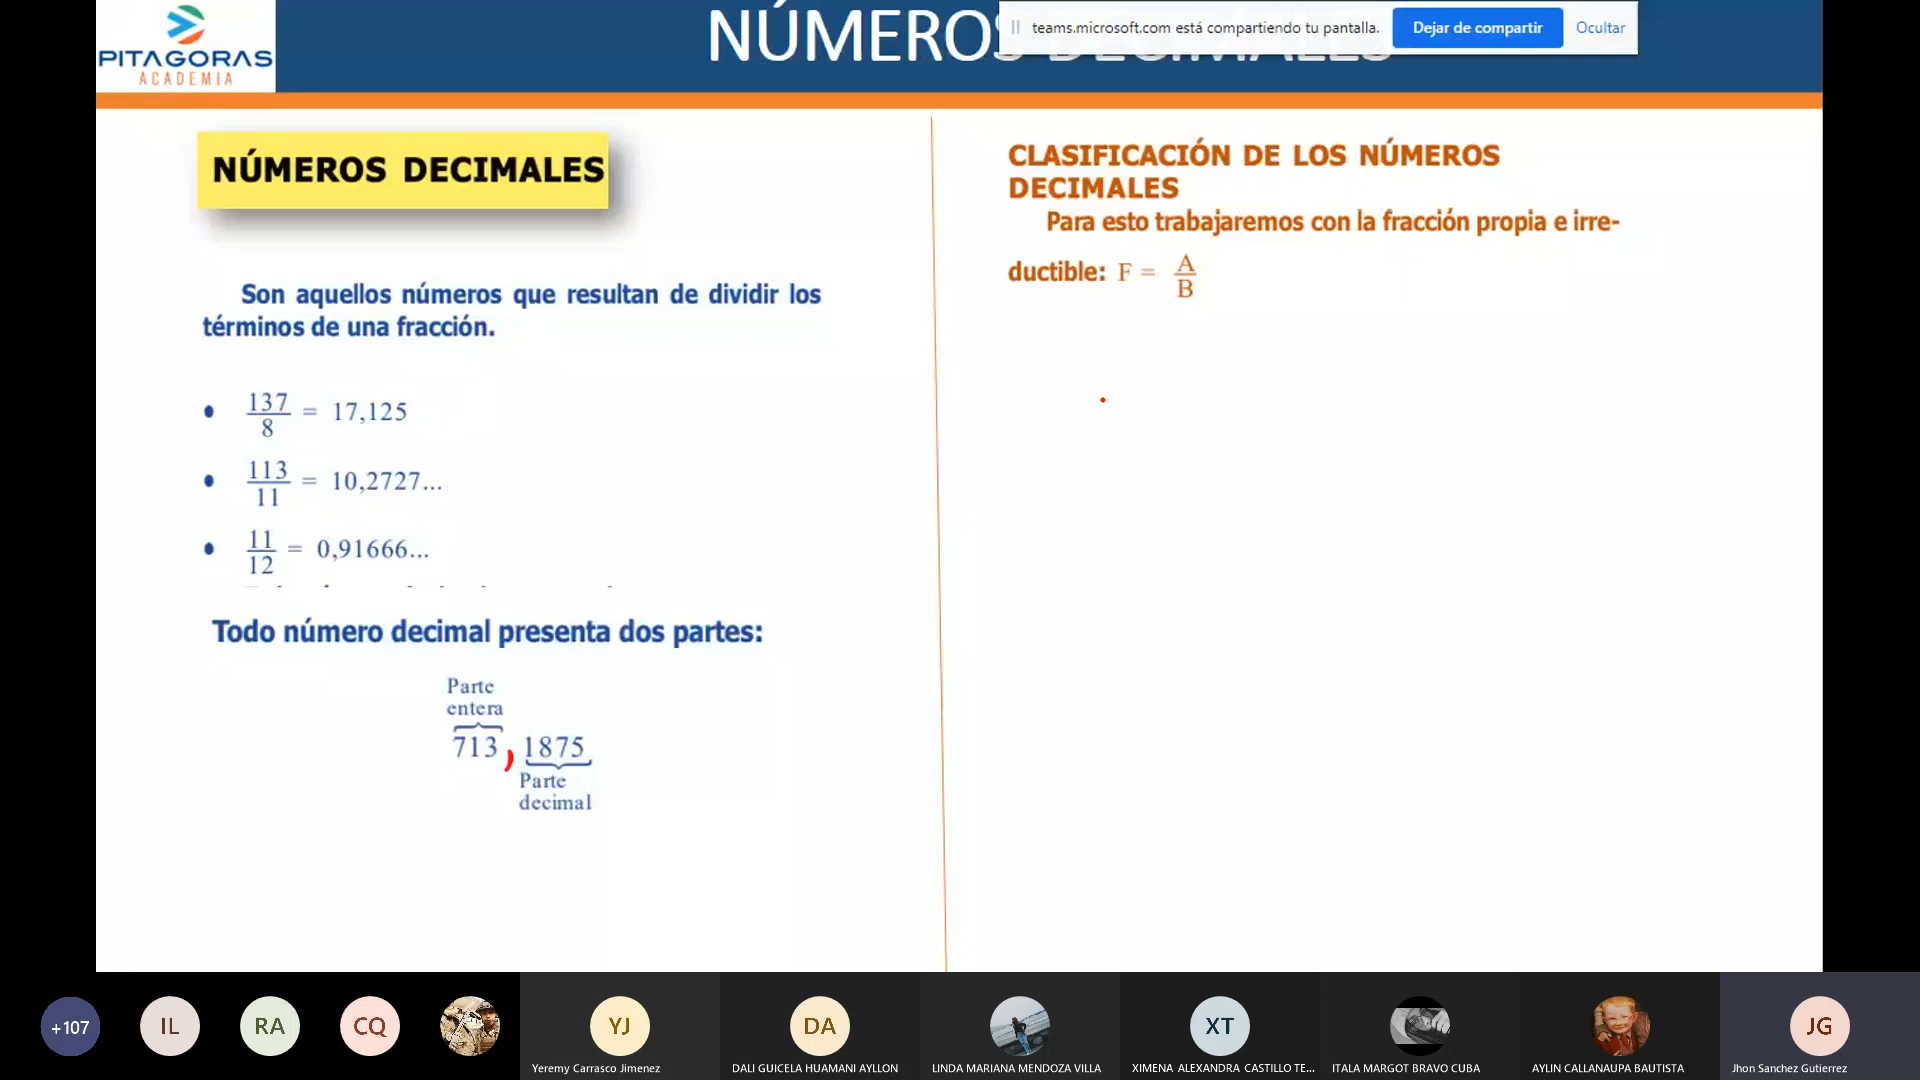 PITAGORAS
ACADEMIA
NÚMEROS DECIMALES
teams.microsoft.com está compartiendo tu pantalla.
Dejar de compartir
Ocultar
NÚMEROS DECIMALES
Son aquellos números que resultan de dividir los
términos de una fracción.
• 137/8 = 17,125
• 113/11 = 10,2727...
• 11/12 = 0,91666...
Todo número decimal presenta dos partes:
Parte
entera
713 , 1875
Parte
decimal
CLASIFICACIÓN DE LOS NÚMEROS
DECIMALES
Para esto trabajaremos con la fracción propia e irre-
ductible: F = A/B
+107
IL
RA
CQ
YJ
Yeremy Carrasco Jimenez
DA
DALI GUICELA HUAMANI AYLLON
LINDA MARIANA MENDOZA VILLA
XT
XIMENA ALEXANDRA CASTILLO TE...
ITALA MARGOT BRAVO CUBA
AYLIN CALLANAUPA BAUTISTA
JG
Jhon Sanchez Gutierrez